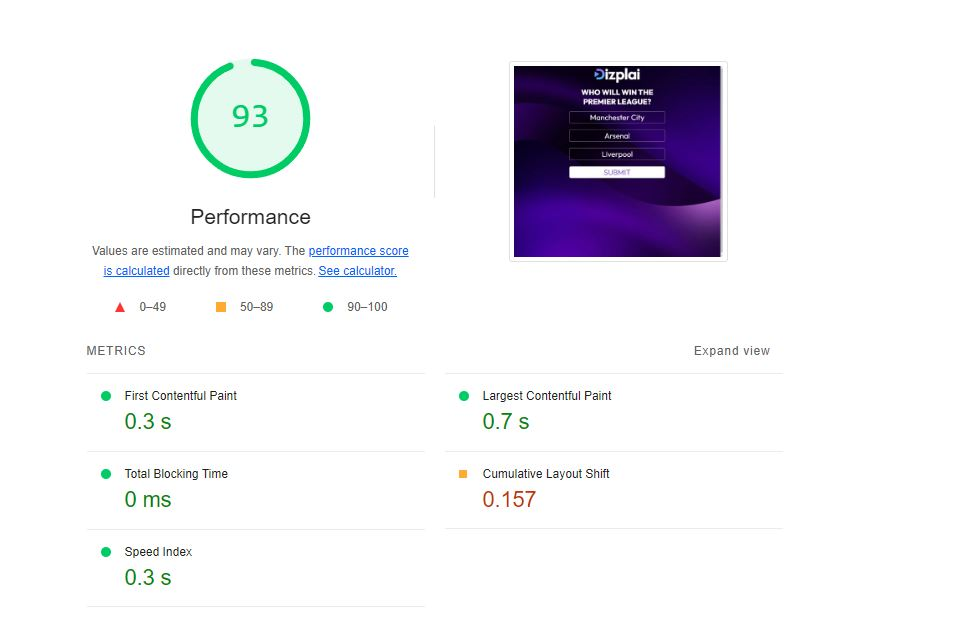 93
Performance
Values are estimated and may vary. The performance score
is calculated directly from these metrics. See calculator.
0–49
50–89
90–100
Dizplai
WHO WILL WIN THE
PREMIER LEAGUE?
Manchester City
Arsenal
Liverpool
SUBMIT
METRICS
Expand view
First Contentful Paint
0.3 s
Largest Contentful Paint
0.7 s
Total Blocking Time
0 ms
Cumulative Layout Shift
0.157
Speed Index
0.3 s